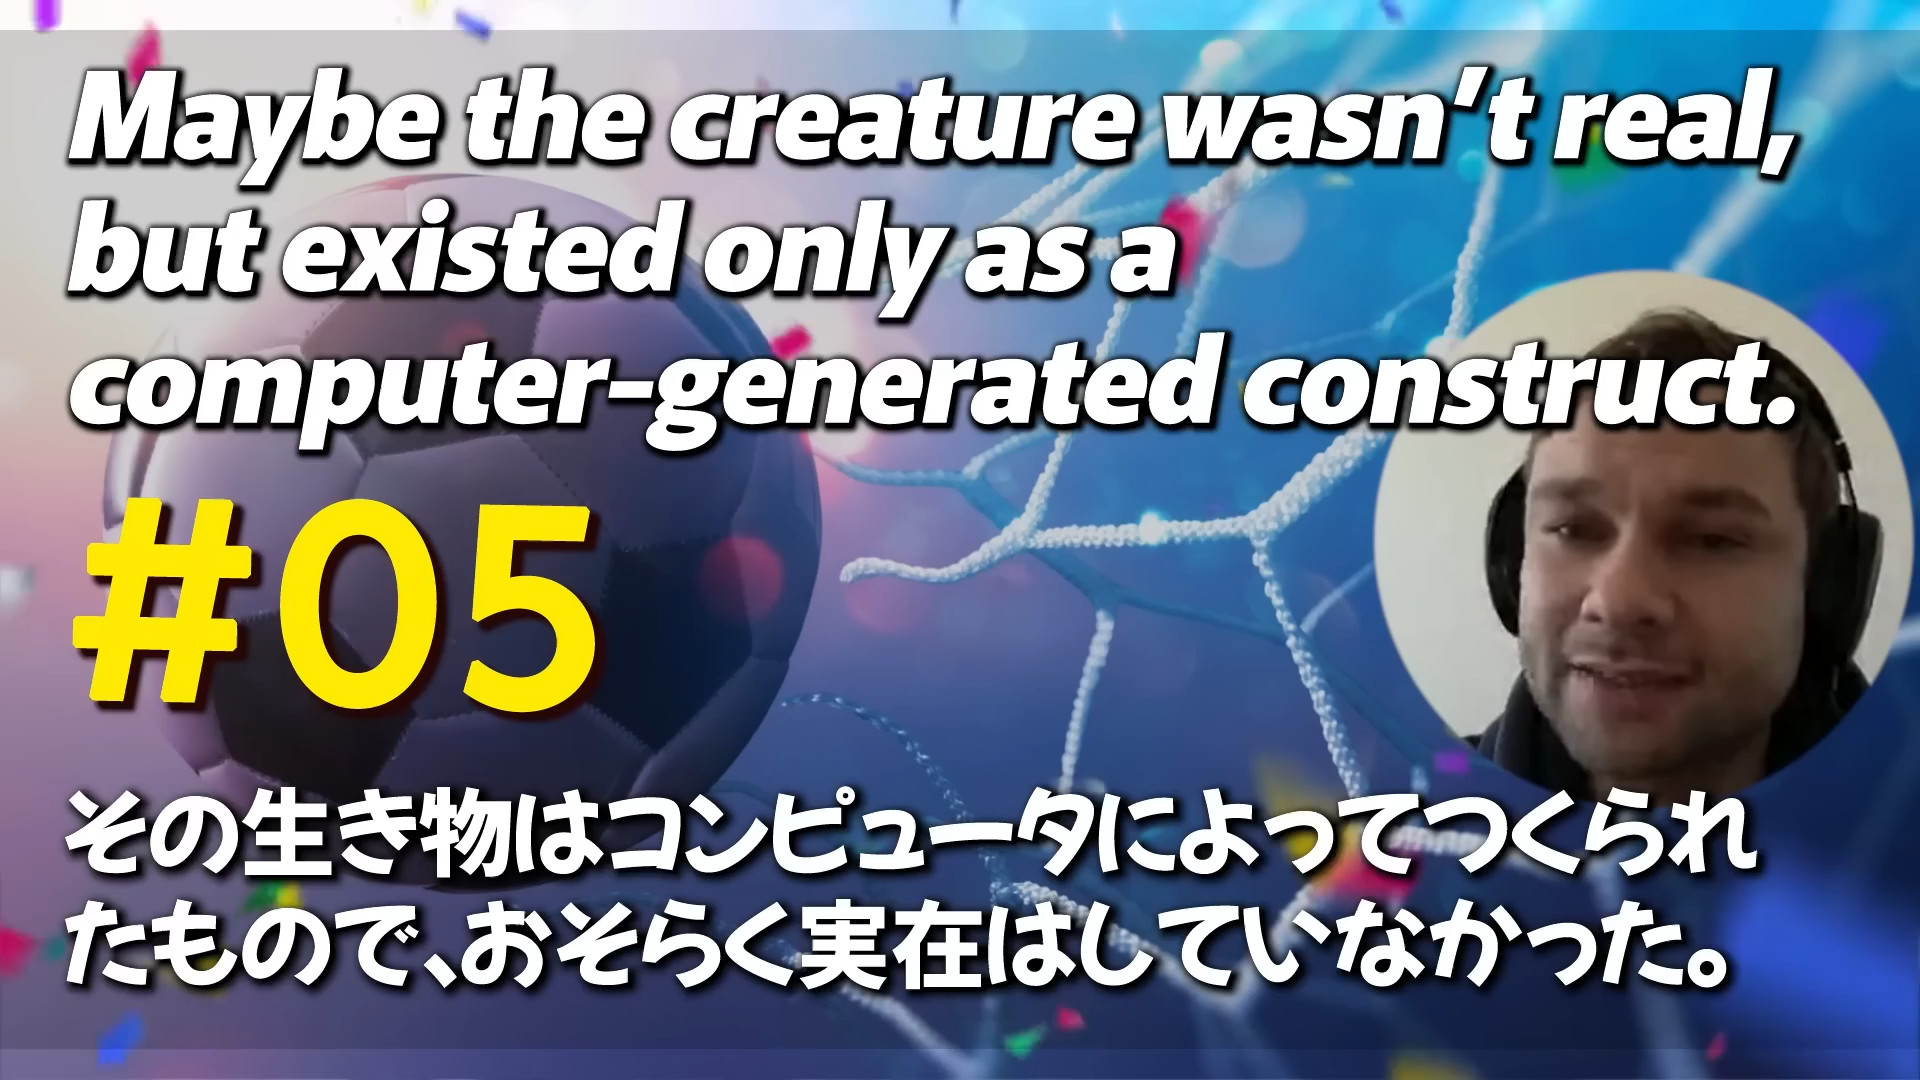 Maybe the creature wasn't real,
but existed only as a
computer-generated construct.
#05
その生き物はコンピュータによってつくられ
たもので、おそらく実在はしていなかった。